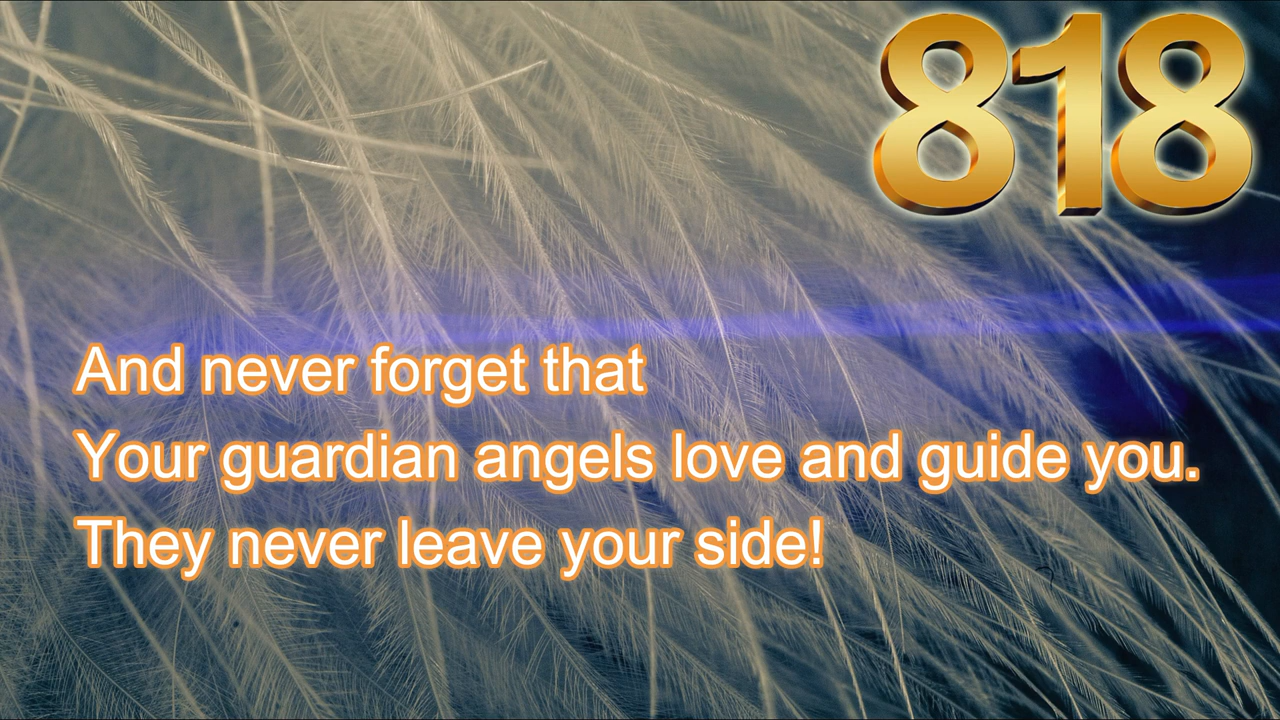 818
And never forget that
Your guardian angels love and guide you.
They never leave your side!